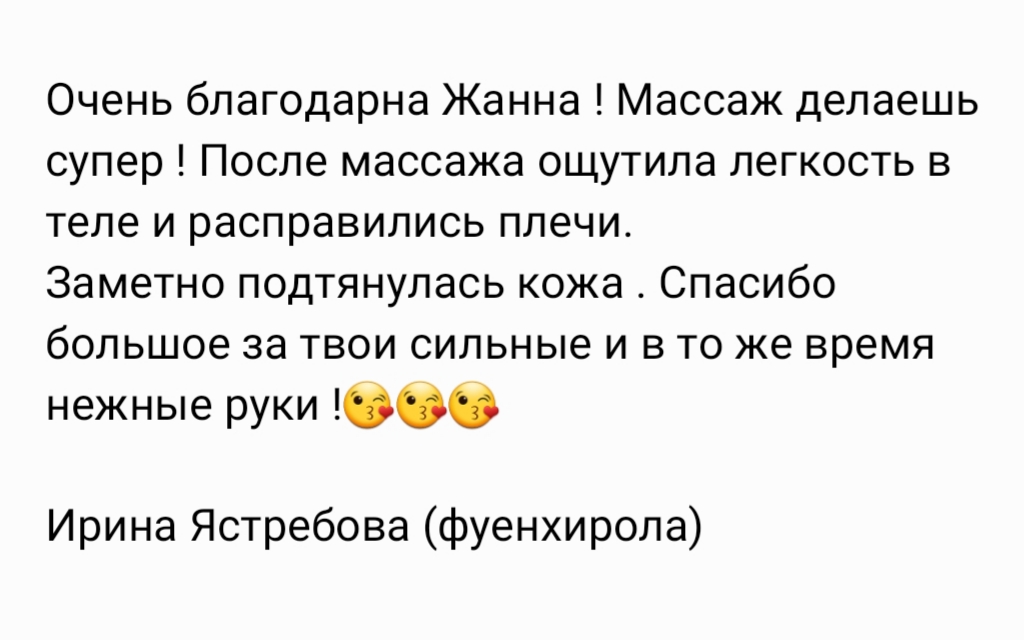 Очень благодарна Жанна ! Массаж делаешь
супер ! После массажа ощутила легкость в
теле и расправились плечи.
Заметно подтянулась кожа . Спасибо
большое за твои сильные и в то же время
нежные руки !😘😘😘
Ирина Ястребова (фуенхирола)